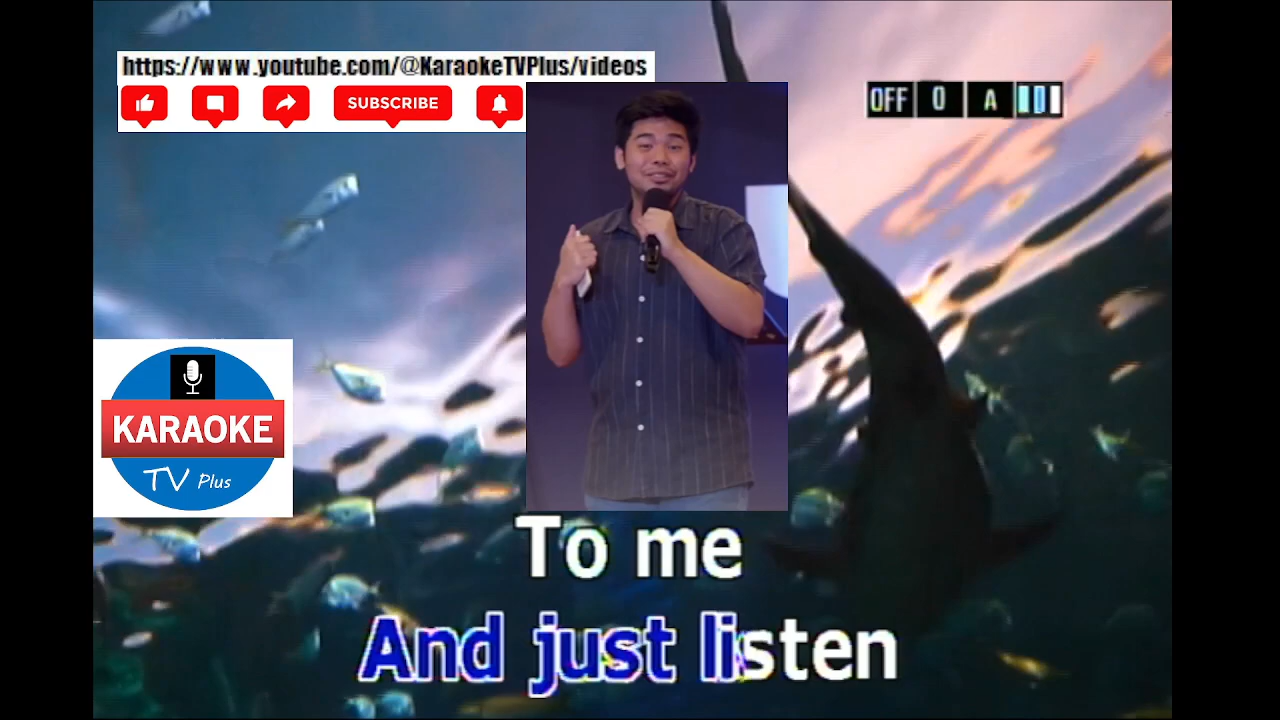 https://www.youtube.com/@KaraokeTVPlus/videos
SUBSCRIBE
OFF 0 A
KARAOKE
TV Plus
To me
And just listen